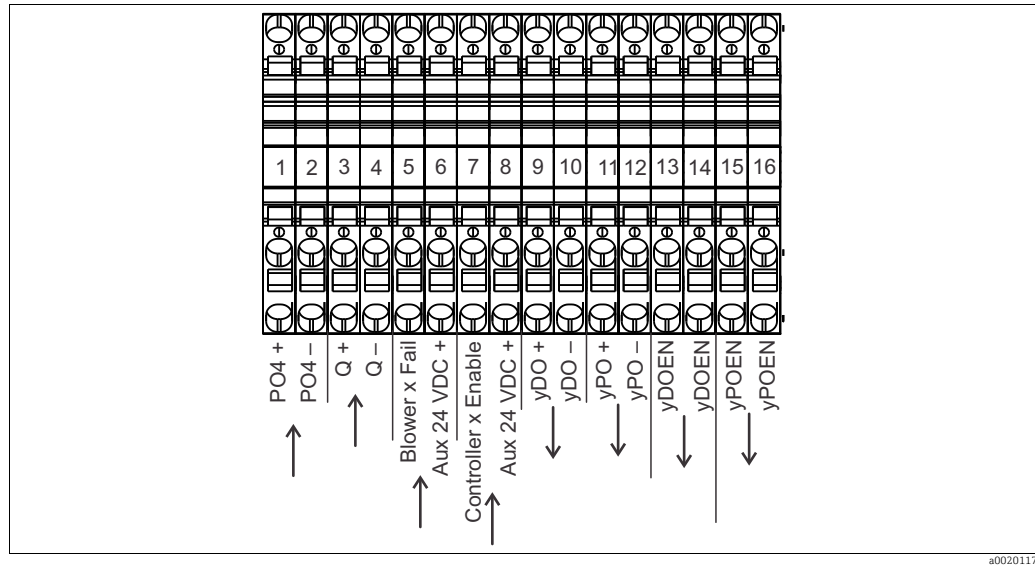 1 2 3 4 5 6 7 8 9 10 11 12 13 14 15 16
PO4 +
PO4 –
Q +
Q –
Blower x Fail
Aux 24 VDC +
Controller x Enable
Aux 24 VDC +
yDO +
yDO –
yPO +
yPO –
yDOEN
yDOEN
yPOEN
yPOEN
a0020117